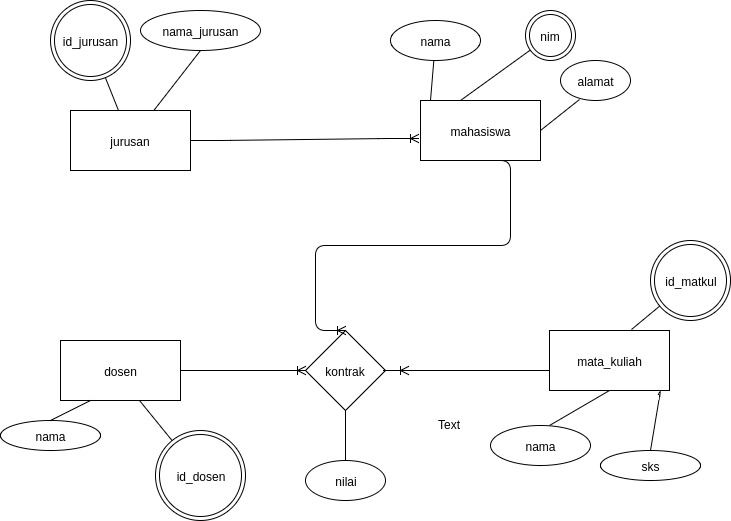 id_jurusan
nama_jurusan
nama
nim
alamat
jurusan
mahasiswa
id_matkul
dosen
kontrak
mata_kuliah
nama
Text
nama
sks
id_dosen
nilai